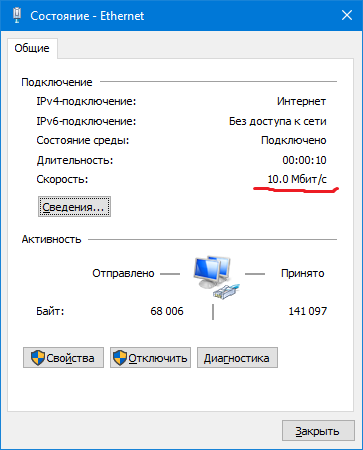 Состояние - Ethernet
Общие
Подключение
IPv4-подключение: Интернет
IPv6-подключение: Без доступа к сети
Состояние среды: Подключено
Длительность: 00:00:10
Скорость: 10.0 Мбит/с
Сведения...
Активность
Отправлено Принято
Байт: 68 006 141 097
Свойства Отключить Диагностика
Закрыть